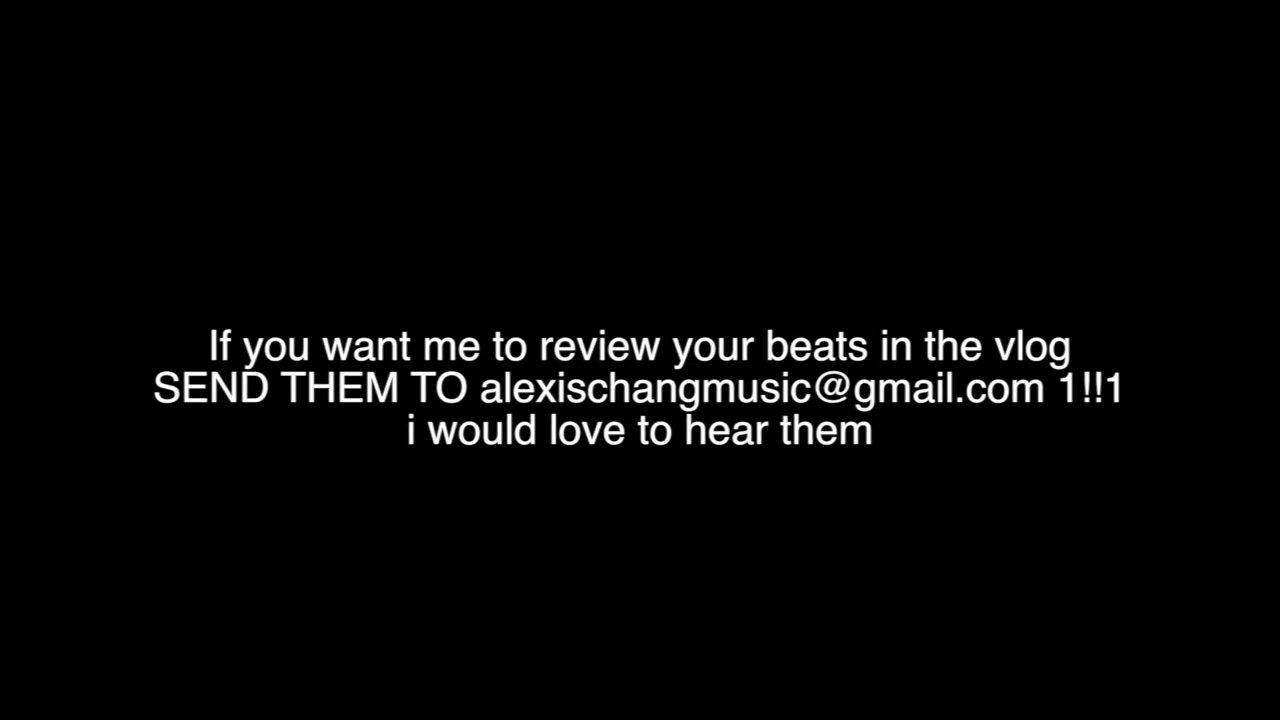 If you want me to review your beats in the vlog
SEND THEM TO alexischangmusic@gmail.com 1!!1
i would love to hear them